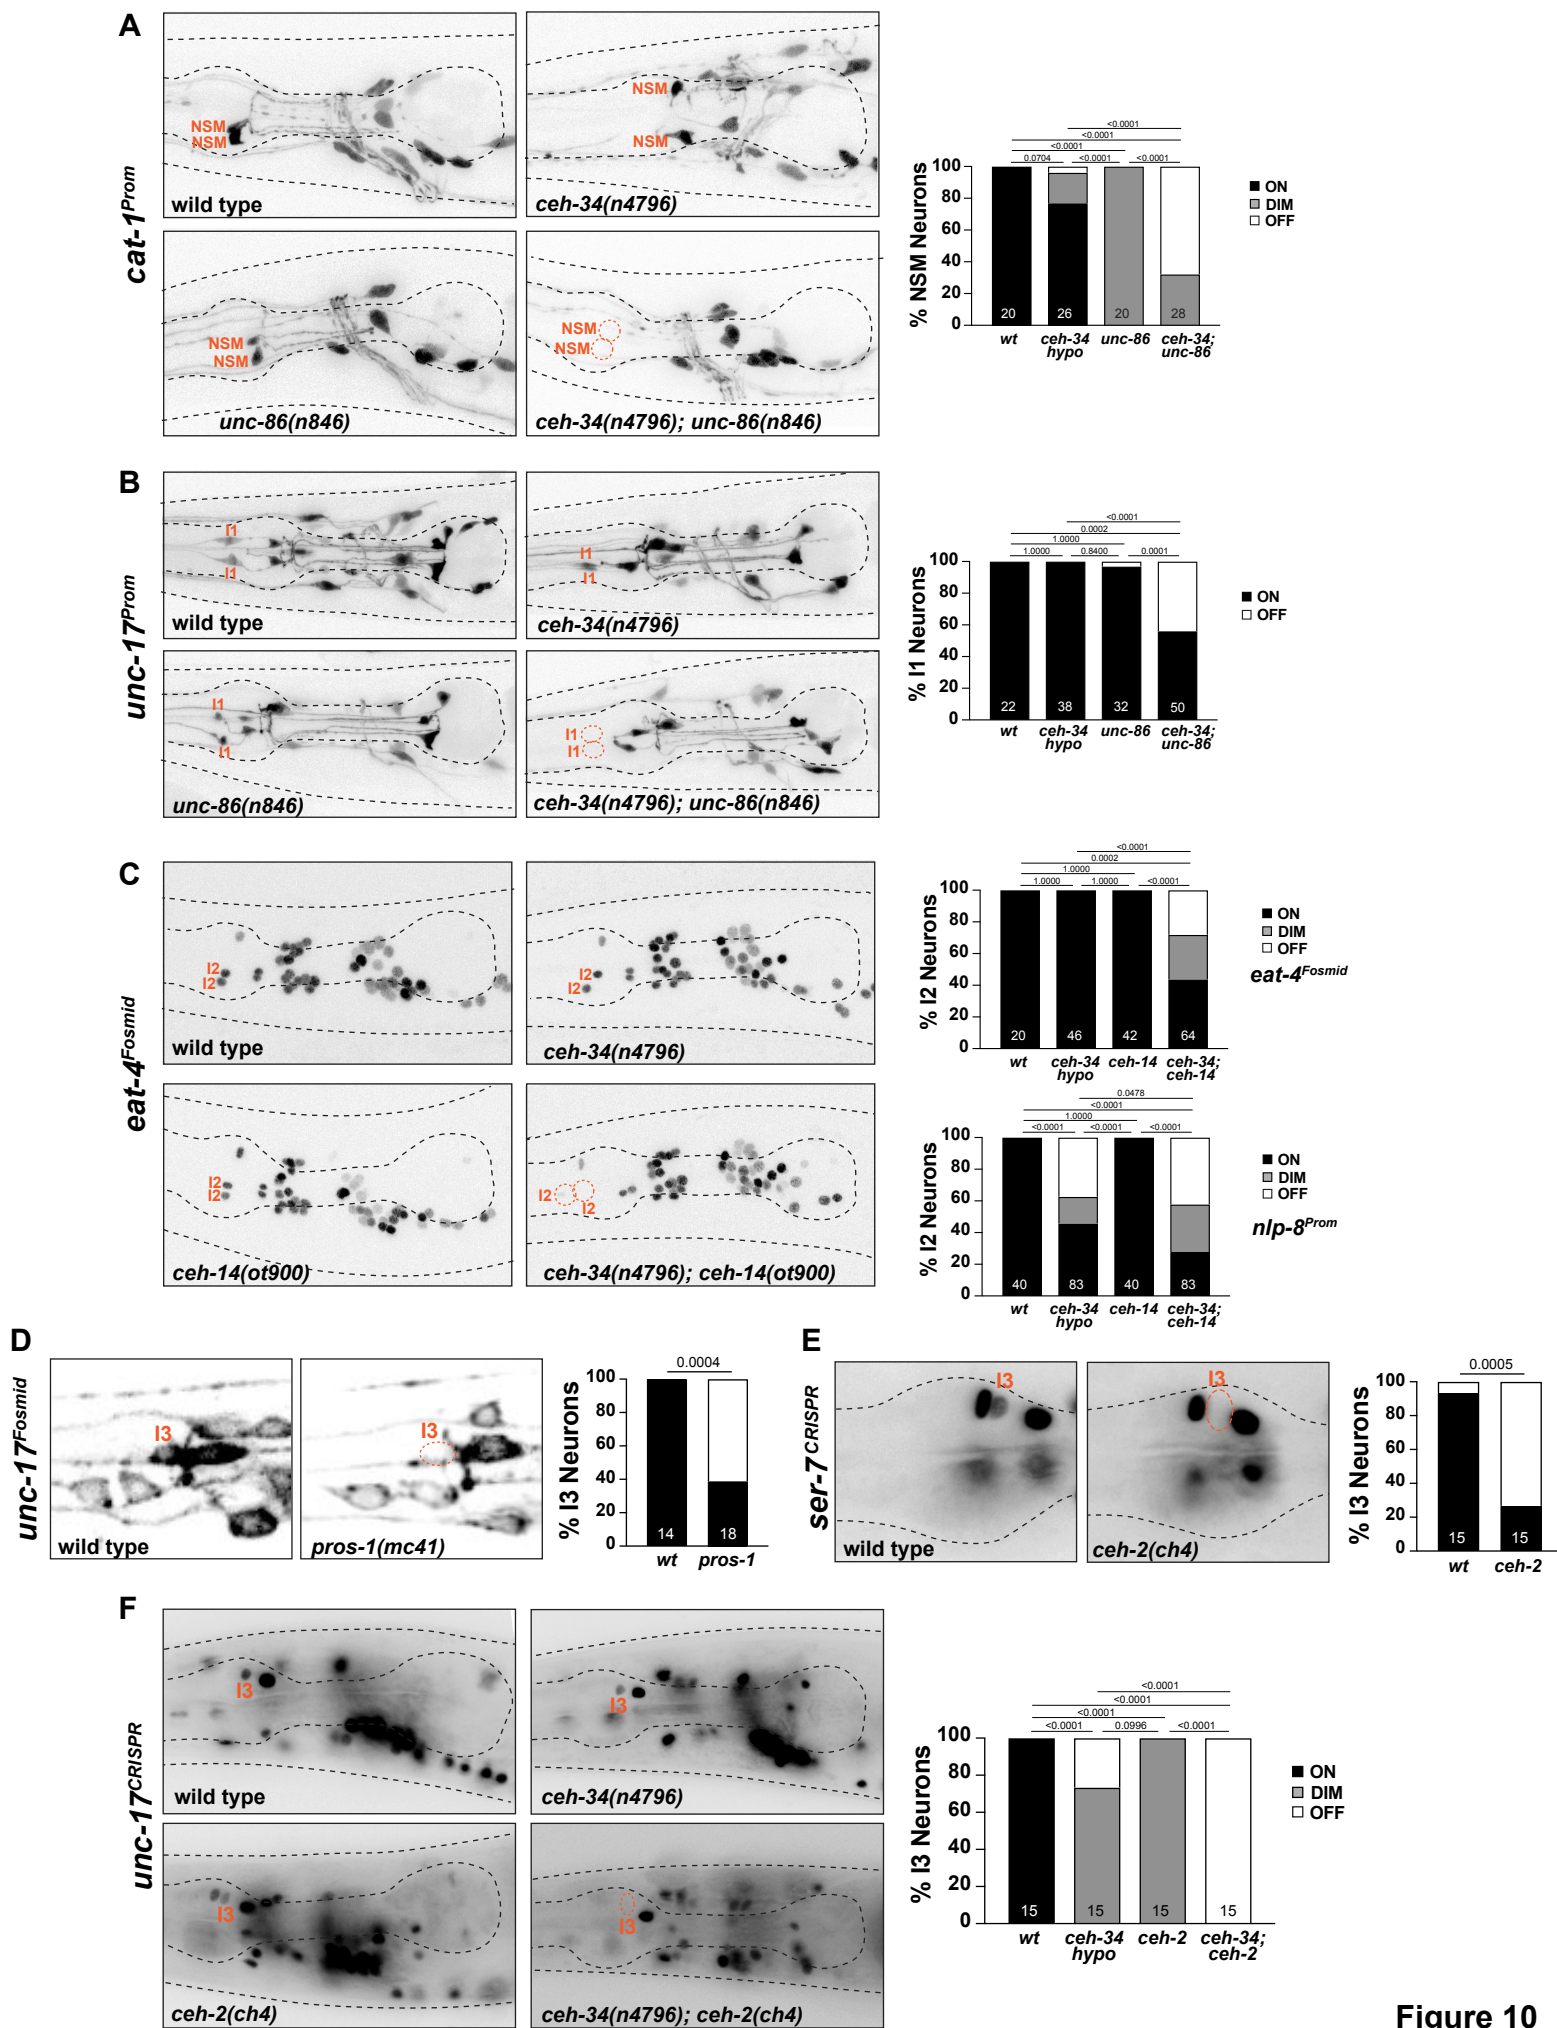 A
cat-1Prom
NSM
NSM
wild type
NSM
NSM
ceh-34(n4796)
NSM
NSM
unc-86(n846)
NSM
NSM
ceh-34(n4796); unc-86(n846)
<0.0001
<0.0001
<0.0001
0.0704 <0.0001 <0.0001
% NSM Neurons
100
80
60
40
20
0
20 26 20 28
wt ceh-34 hypo unc-86 ceh-34; unc-86
ON
DIM
OFF
B
unc-17Prom
I1
I1
wild type
I1
I1
ceh-34(n4796)
I1
I1
unc-86(n846)
I1
I1
ceh-34(n4796); unc-86(n846)
<0.0001
0.0002
1.0000
1.0000 0.8400 0.0001
% I1 Neurons
100
80
60
40
20
0
22 38 32 50
wt ceh-34 hypo unc-86 ceh-34; unc-86
ON
OFF
C
eat-4Fosmid
I2
I2
wild type
I2
I2
ceh-34(n4796)
I2
I2
ceh-14(ot900)
I2
I2
ceh-34(n4796); ceh-14(ot900)
<0.0001
0.0002
1.0000
1.0000 1.0000 <0.0001
% I2 Neurons
100
80
60
40
20
0
20 46 42 64
wt ceh-34 hypo ceh-14 ceh-34; ceh-14
ON
DIM
OFF
eat-4Fosmid
0.0478
<0.0001
1.0000
<0.0001 <0.0001 <0.0001
% I2 Neurons
100
80
60
40
20
0
40 83 40 83
wt ceh-34 hypo ceh-14 ceh-34; ceh-14
ON
DIM
OFF
nlp-8Prom
D
unc-17Fosmid
I3
wild type
I3
pros-1(mc41)
0.0004
% I3 Neurons
100
80
60
40
20
0
14 18
wt pros-1
E
ser-7CRISPR
I3
wild type
I3
ceh-2(ch4)
0.0005
% I3 Neurons
100
80
60
40
20
0
15 15
wt ceh-2
F
unc-17CRISPR
I3
wild type
I3
ceh-34(n4796)
I3
ceh-2(ch4)
I3
ceh-34(n4796); ceh-2(ch4)
<0.0001
<0.0001
<0.0001
<0.0001 0.0996 <0.0001
% I3 Neurons
100
80
60
40
20
0
15 15 15 15
wt ceh-34 hypo ceh-2 ceh-34; ceh-2
ON
DIM
OFF
Figure 10